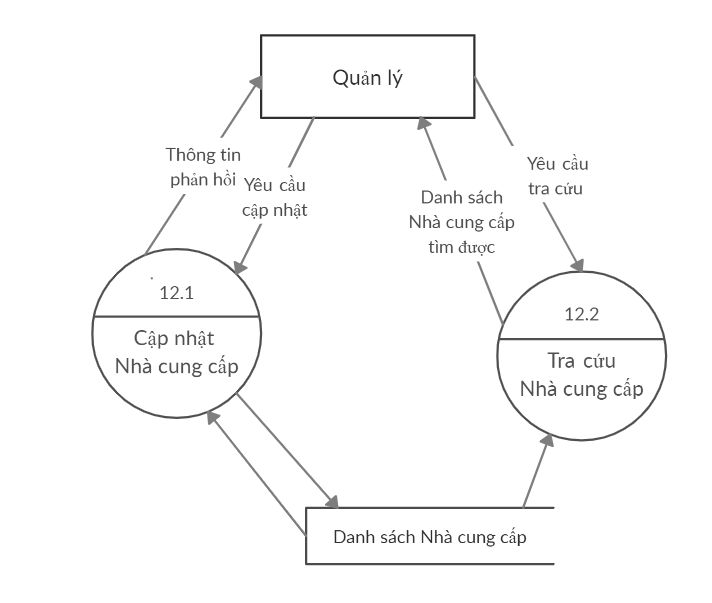 Quản lý
Thông tin
phản hồi
Yêu cầu
cập nhật
Danh sách
Nhà cung cấp
tìm được
Yêu cầu
tra cứu
12.1
Cập nhật
Nhà cung cấp
12.2
Tra cứu
Nhà cung cấp
Danh sách Nhà cung cấp